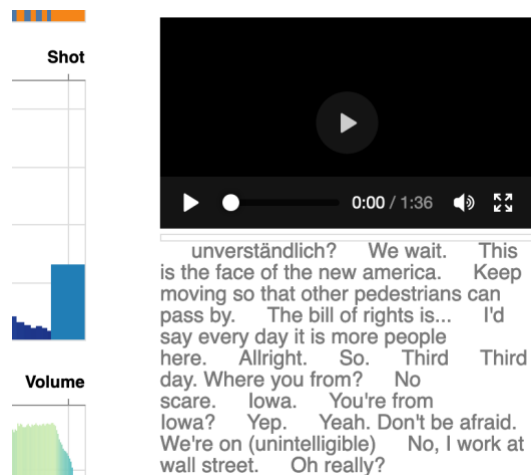 Shot
Volume
0:00 / 1:36
unverständlich? We wait. This
is the face of the new america. Keep
moving so that other pedestrians can
pass by. The bill of rights is... I'd
say every day it is more people
here. Allright. So. Third Third
day. Where you from? No
scare. Iowa. You're from
Iowa? Yep. Yeah. Don't be afraid.
We're on (unintelligible) No, I work at
wall street. Oh really?